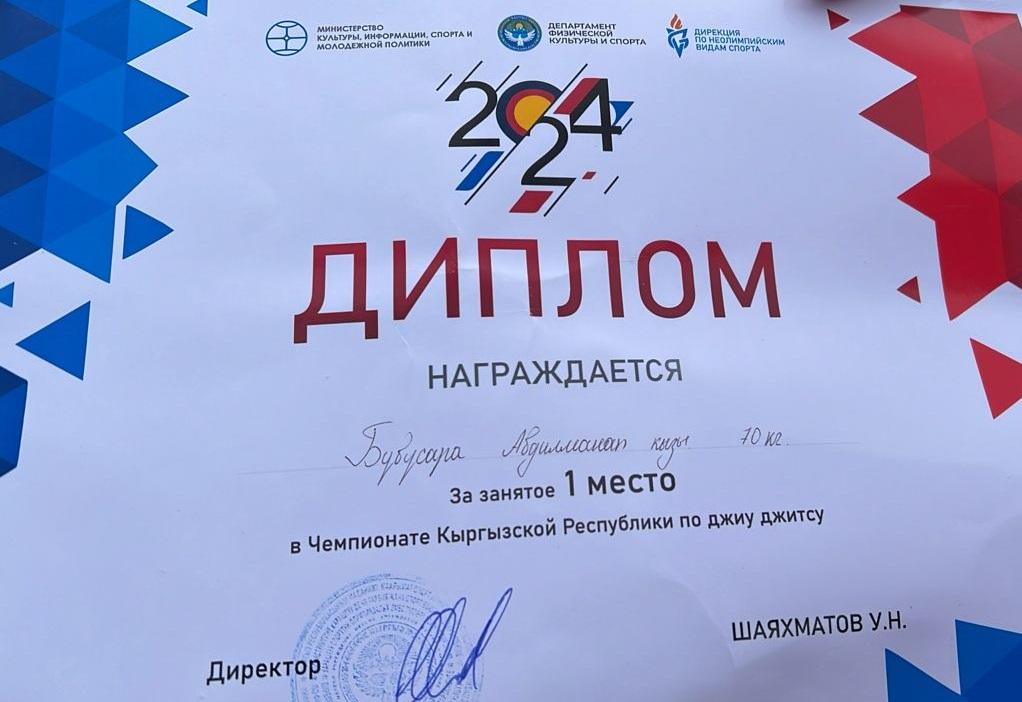 МИНИСТЕРСТВО
КУЛЬТУРЫ, ИНФОРМАЦИИ, СПОРТА И
МОЛОДЕЖНОЙ ПОЛИТИКИ
ДЕПАРТАМЕНТ
ФИЗИЧЕСКОЙ
КУЛЬТУРЫ И СПОРТА
ДИРЕКЦИЯ
ПО НЕОЛИМПИЙСКИМ
ВИДАМ СПОРТА
2024
ДИПЛОМ
НАГРАЖДАЕТСЯ
Бубусара Абдилманап кызы 70 кг.
За занятое 1 место
в Чемпионате Кыргызской Республики по джиу джитсу
Директор
ШАЯХМАТОВ У.Н.